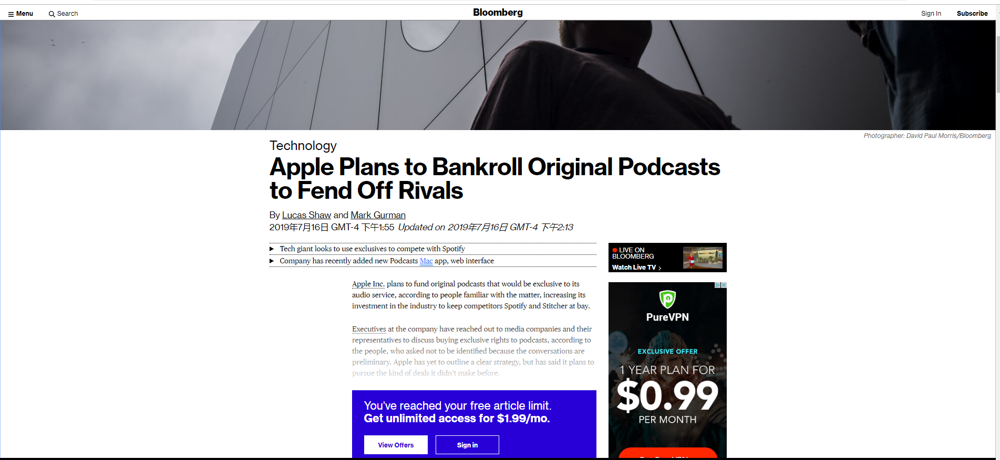 Menu
Search
Bloomberg
Sign In
Subscribe
Photographer: David Paul Morris/Bloomberg
Technology
Apple Plans to Bankroll Original Podcasts
to Fend Off Rivals
By Lucas Shaw and Mark Gurman
2019年7月16日 GMT-4 下午1:55 Updated on 2019年7月16日 GMT-4 下午2:13
Tech giant looks to use exclusives to compete with Spotify
Company has recently added new Podcasts Mac app, web interface
Apple Inc. plans to fund original podcasts that would be exclusive to its
audio service, according to people familiar with the matter, increasing its
investment in the industry to keep competitors Spotify and Stitcher at bay.
Executives at the company have reached out to media companies and their
representatives to discuss buying exclusive rights to podcasts, according to
the people, who asked not to be identified because the conversations are
preliminary. Apple has yet to outline a clear strategy, but has said it plans to
pursue the kind of deals it didn't make before.
You've reached your free article limit.
Get unlimited access for $1.99/mo.
View Offers
Sign in
LIVE ON
BLOOMBERG
Watch Live TV
PureVPN
EXCLUSIVE OFFER
1 YEAR PLAN FOR
$0.99
PER MONTH